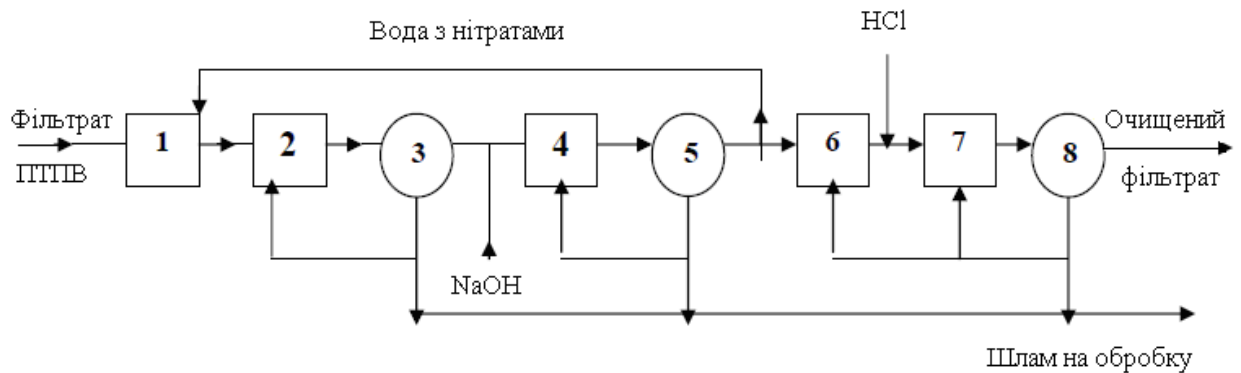 Вода з нітратами
HCl
Фільтрат
ПТПВ
1
2
3
4
5
6
7
8
Очищений
фільтрат
NaOH
Шлам на обробку